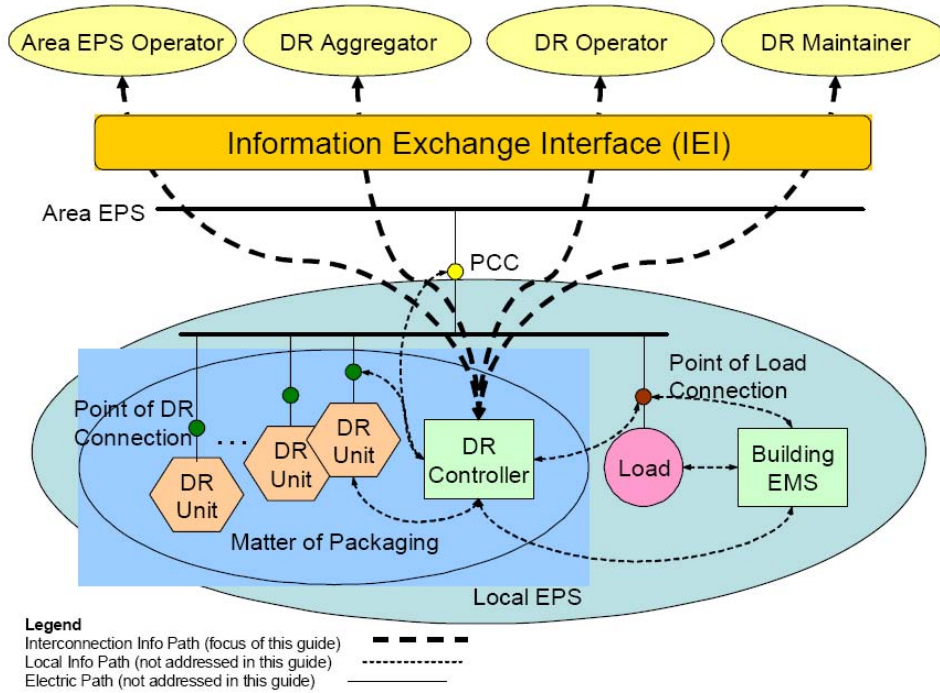 Area EPS Operator
DR Aggregator
DR Operator
DR Maintainer
Information Exchange Interface (IEI)
Area EPS
PCC
Point of Load
Connection
Point of DR
Connection
...
DR
Unit
DR
Unit
DR
Unit
DR
Controller
Load
Building
EMS
Matter of Packaging
Local EPS
Legend
Interconnection Info Path (focus of this guide)
Local Info Path (not addressed in this guide)
Electric Path (not addressed in this guide)